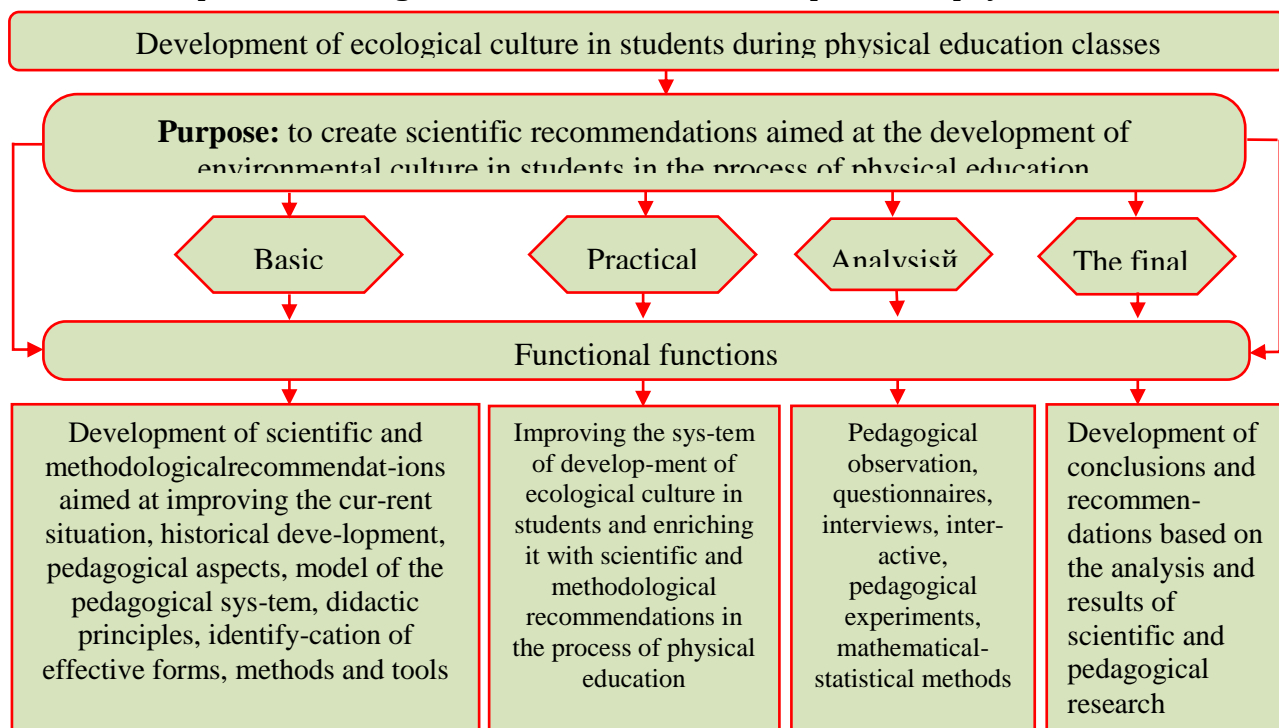 Development of ecological culture in students during physical education classes
Purpose: to create scientific recommendations aimed at the development of
environmental culture in students in the process of physical education
Basic
Practical
Analysisй
The final
Functional functions
Development of scientific and
methodologicalrecommendat-ions
aimed at improving the cur-rent
situation, historical deve-lopment,
pedagogical aspects, model of the
pedagogical sys-tem, didactic
principles, identify-cation of
effective forms, methods and tools
Improving the sys-tem
of develop-ment of
ecological culture in
students and enriching
it with scientific and
methodological
recommendations in
the process of physical
education
Pedagogical
observation,
questionnaires,
interviews, inter-
active,
pedagogical
experiments,
mathematical-
statistical methods
Development of
conclusions and
recommen-
dations based on
the analysis and
results of
scientific and
pedagogical
research